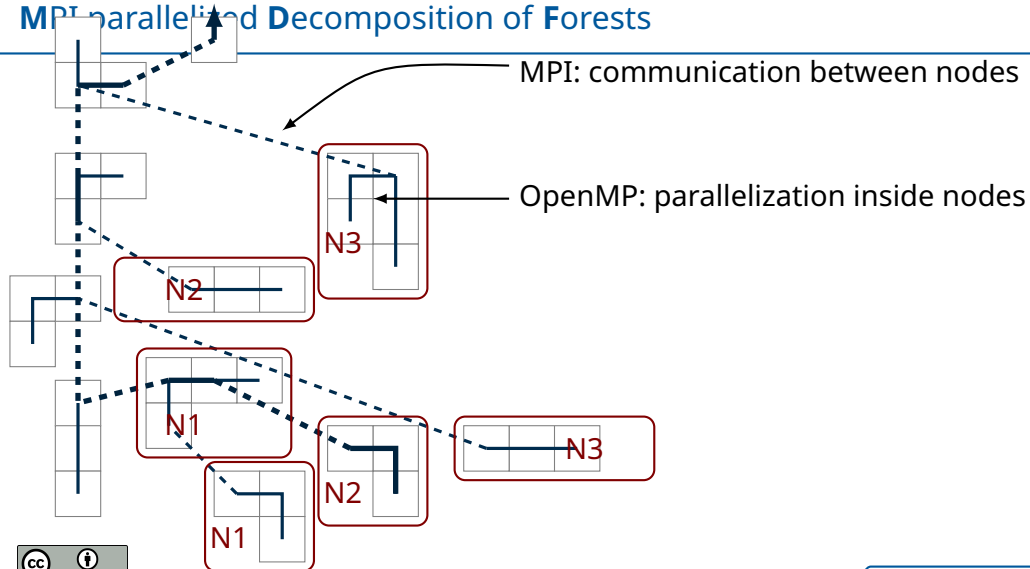 MPI parallelized Decomposition of Forests
MPI: communication between nodes
OpenMP: parallelization inside nodes
N3
N2
N1
N3
N2
N1
cc